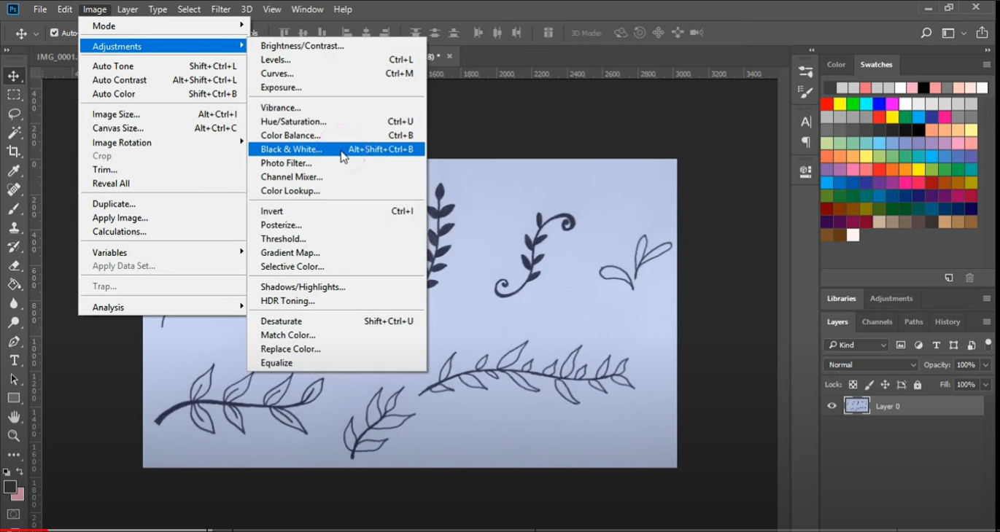 Ps File Edit Image Layer Type Select Filter 3D View Window Help
Auto-
3D Mode:
IMG_0001.
8) *
1600 1800 2000 2200 2400 2600 2800 3000 3200 3400
Mode
Adjustments
Auto Tone Shift+Ctrl+L
Auto Contrast Alt+Shift+Ctrl+L
Auto Color Shift+Ctrl+B
Image Size... Alt+Ctrl+I
Canvas Size... Alt+Ctrl+C
Image Rotation
Crop
Trim...
Reveal All
Duplicate...
Apply Image...
Calculations...
Variables
Apply Data Set...
Trap...
Analysis
Brightness/Contrast...
Levels... Ctrl+L
Curves... Ctrl+M
Exposure...
Vibrance...
Hue/Saturation... Ctrl+U
Color Balance... Ctrl+B
Black & White... Alt+Shift+Ctrl+B
Photo Filter...
Channel Mixer...
Color Lookup...
Invert Ctrl+I
Posterize...
Threshold...
Gradient Map...
Selective Color...
Shadows/Highlights...
HDR Toning...
Desaturate Shift+Ctrl+U
Match Color...
Replace Color...
Equalize
Color Swatches
Libraries Adjustments
Layers Channels Paths History
Kind
Normal Opacity: 100%
Lock: Fill: 100%
Layer 0